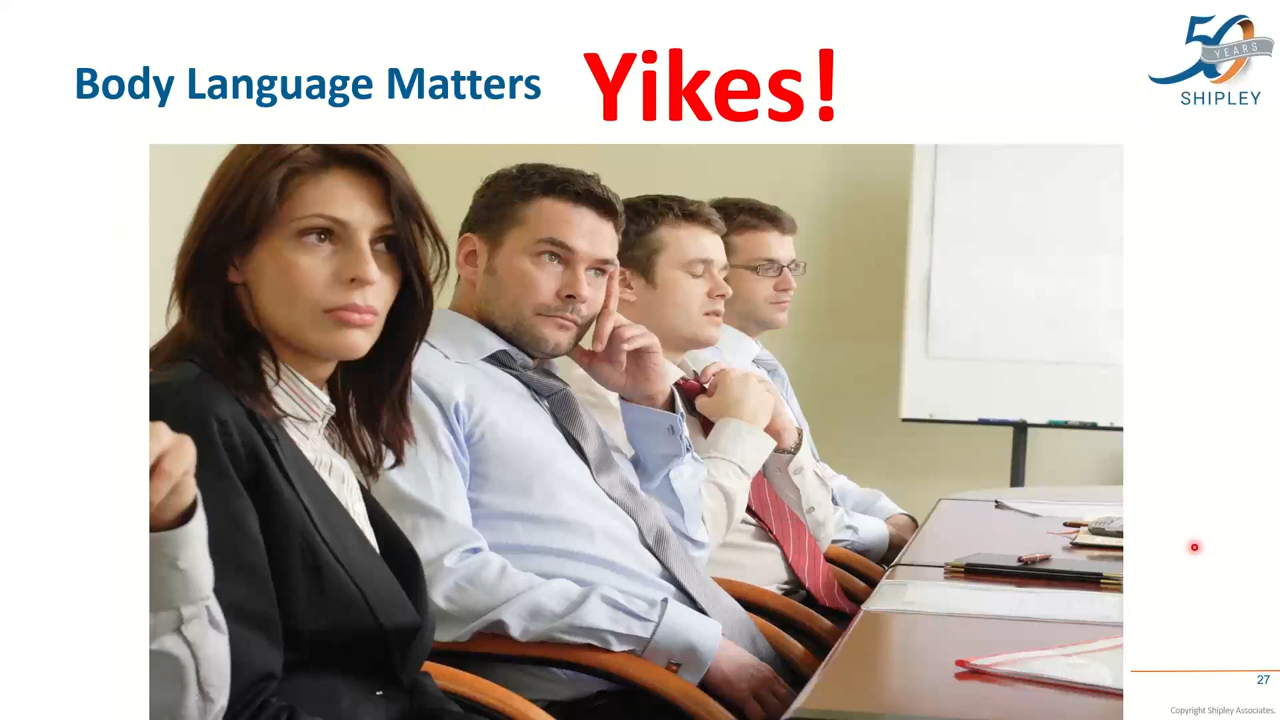 Body Language Matters
Yikes!
50
YEARS
SHIPLEY
27
Copyright Shipley Associates.